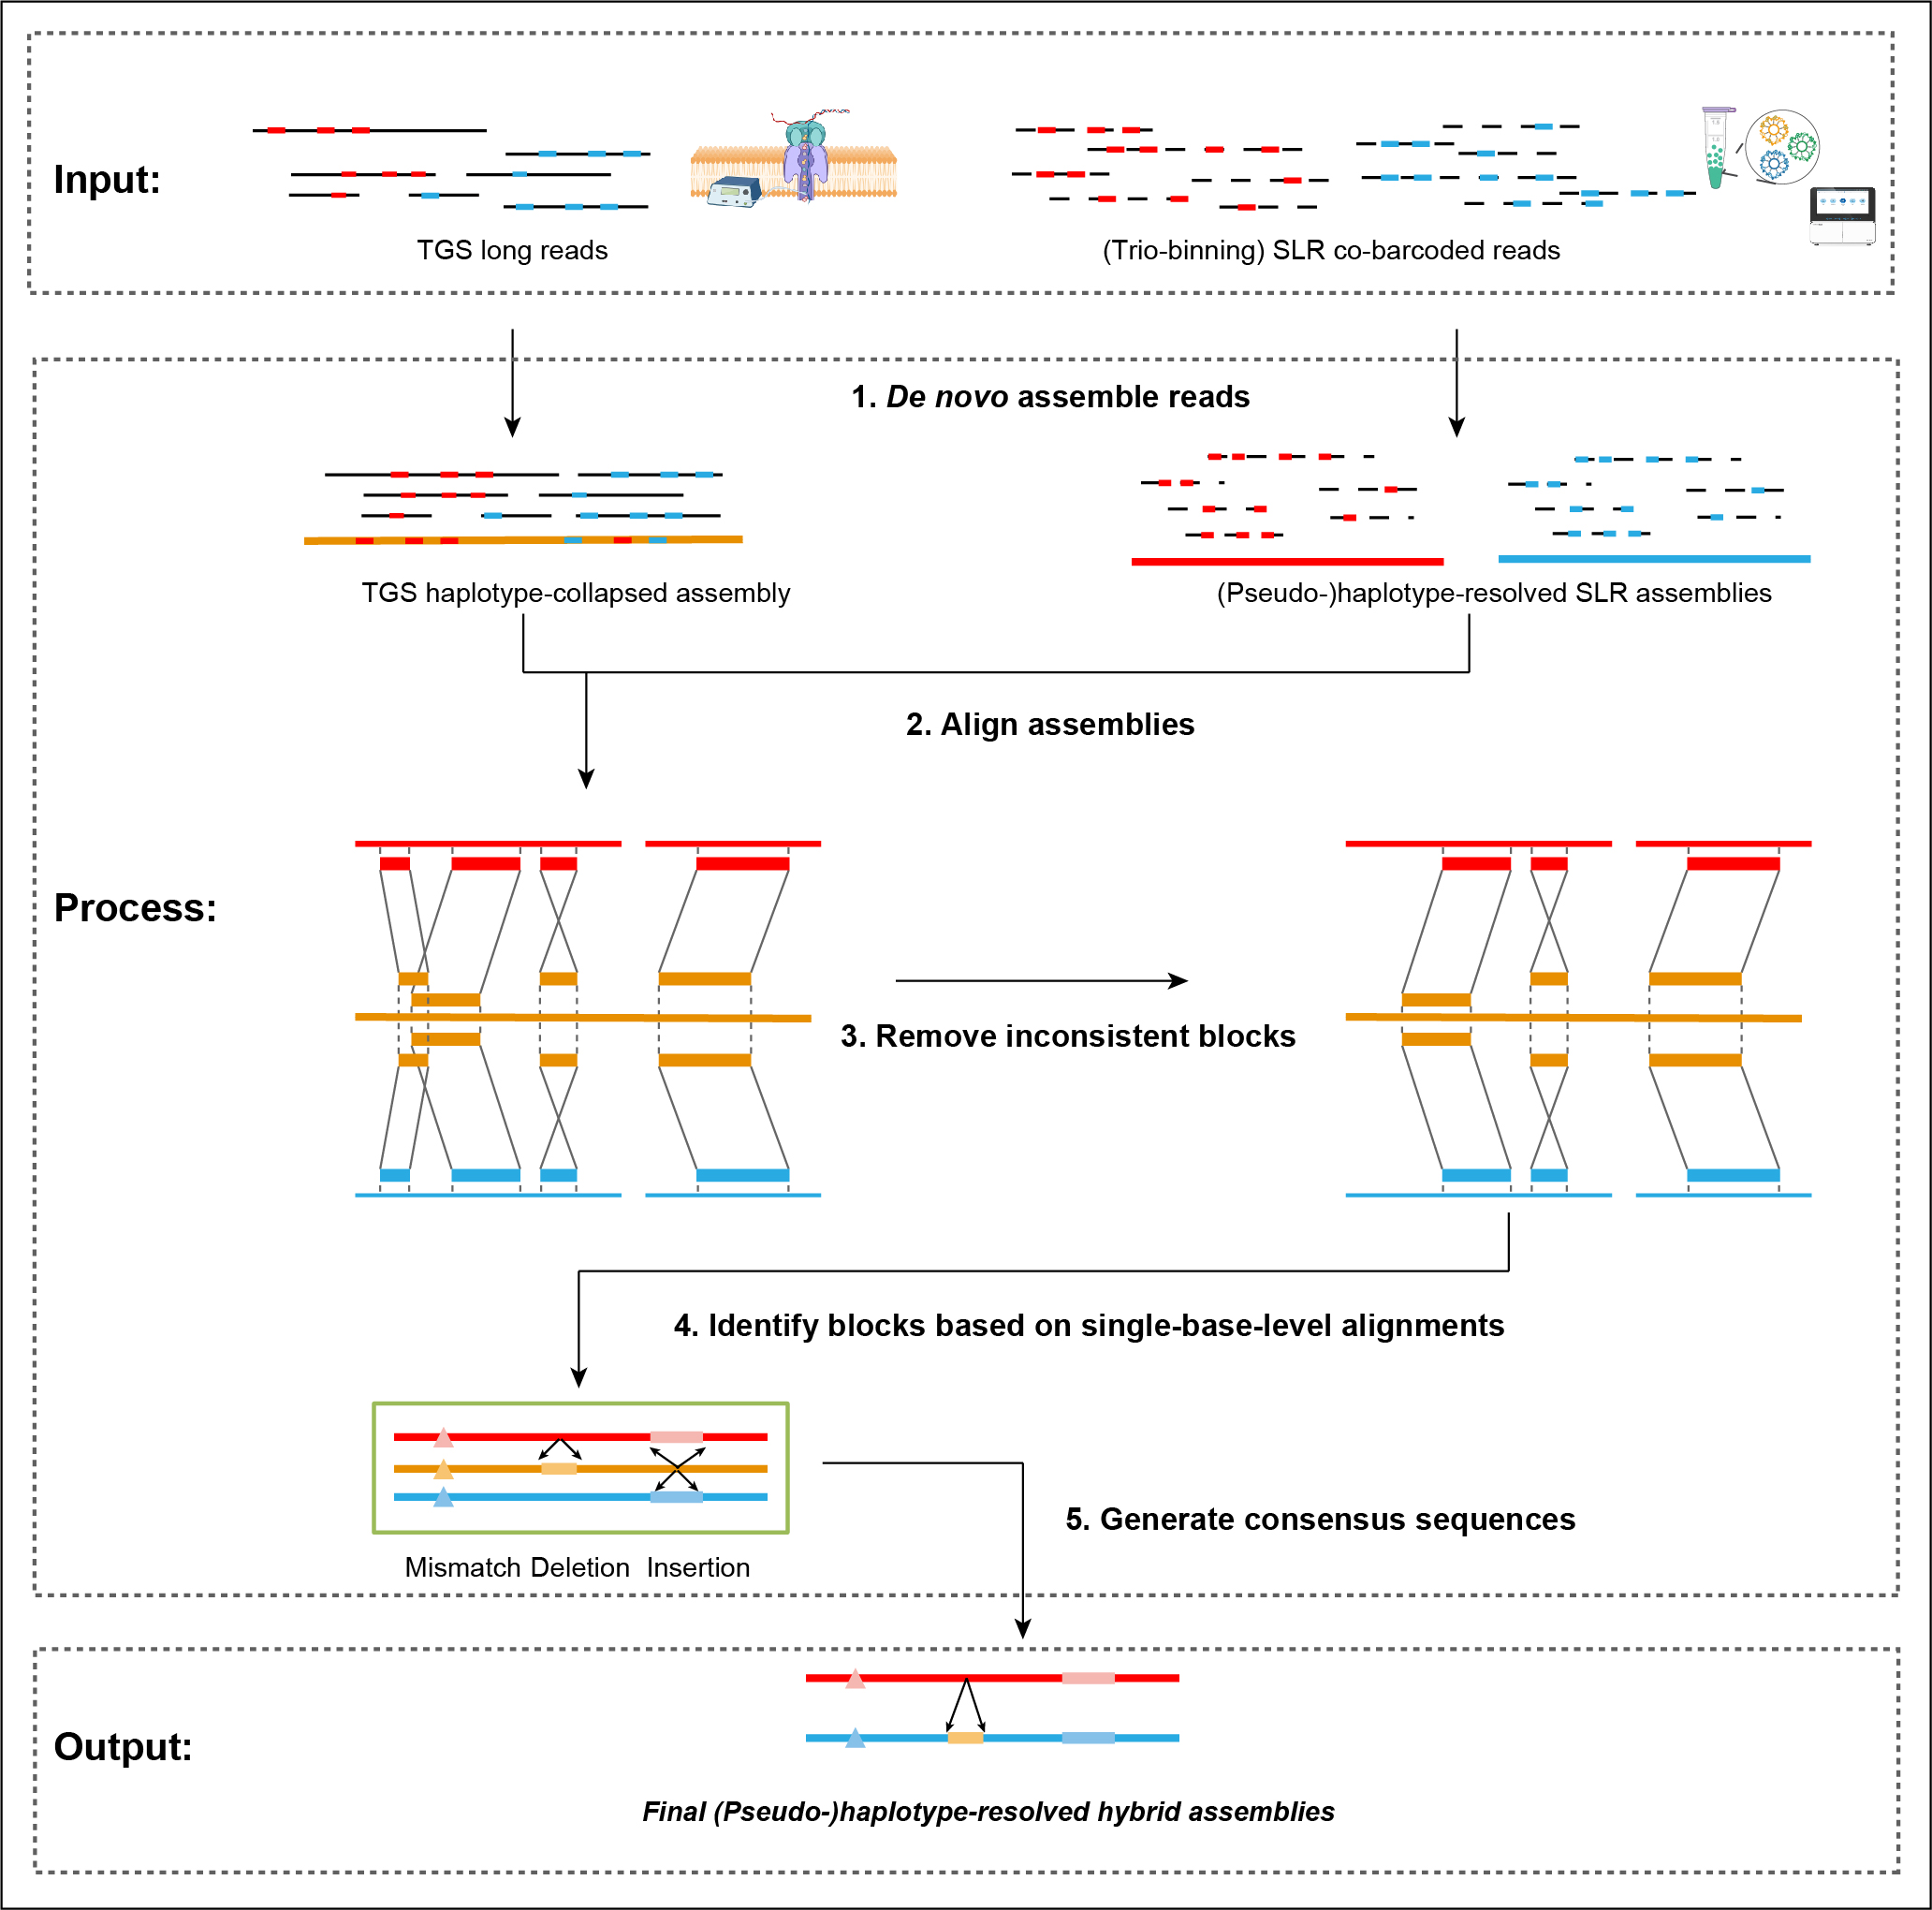 Input:
TGS long reads
(Trio-binning) SLR co-barcoded reads
1. De novo assemble reads
TGS haplotype-collapsed assembly
(Pseudo-)haplotype-resolved SLR assemblies
2. Align assemblies
Process:
3. Remove inconsistent blocks
4. Identify blocks based on single-base-level alignments
Mismatch Deletion Insertion
5. Generate consensus sequences
Output:
Final (Pseudo-)haplotype-resolved hybrid assemblies